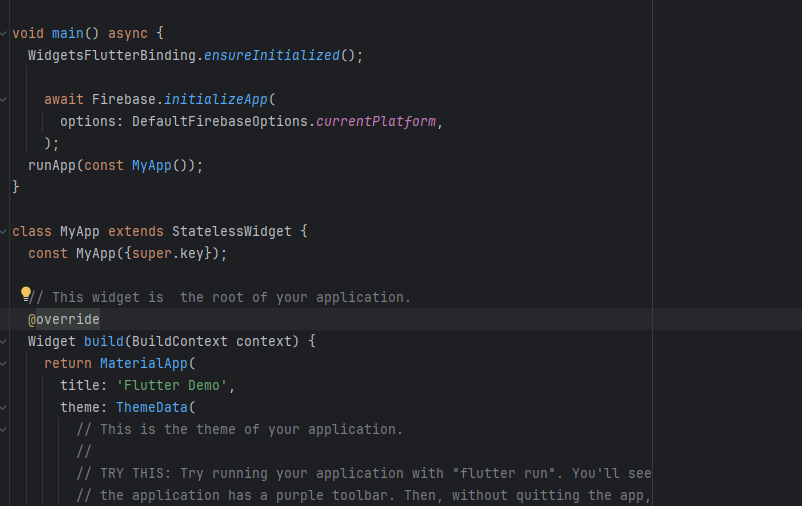 void main() async {
  WidgetsFlutterBinding.ensureInitialized();

    await Firebase.initializeApp(
      options: DefaultFirebaseOptions.currentPlatform,
    );
  runApp(const MyApp());
}

class MyApp extends StatelessWidget {
  const MyApp({super.key});

  // This widget is  the root of your application.
  @override
  Widget build(BuildContext context) {
    return MaterialApp(
      title: 'Flutter Demo',
      theme: ThemeData(
        // This is the theme of your application.
        //
        // TRY THIS: Try running your application with "flutter run". You'll see
        // the application has a purple toolbar. Then, without quitting the app,